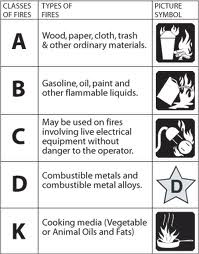 CLASSES OF FIRES
TYPES OF FIRES
PICTURE SYMBOL
A
Wood, paper, cloth, trash
& other ordinary materials.
B
Gasoline, oil, paint and
other flammable liquids.
C
May be used on fires
involving live electrical
equipment without
danger to the operator.
D
Combustible metals and
combustible metal alloys.
D
K
Cooking media (Vegetable
or Animal Oils and Fats)